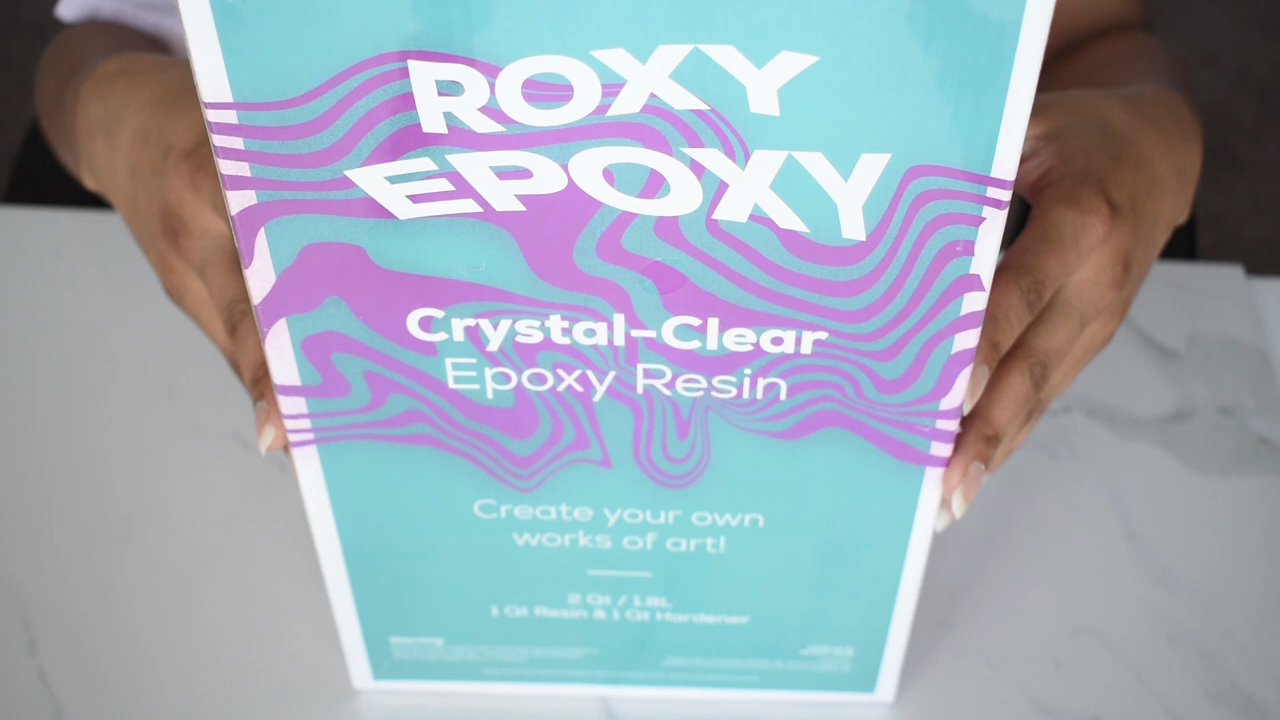 ROXY
EPOXY
Crystal-Clear
Epoxy Resin
Create your own
works of art!
2 Qt / 1.8L
1 Qt Resin & 1 Qt Hardener